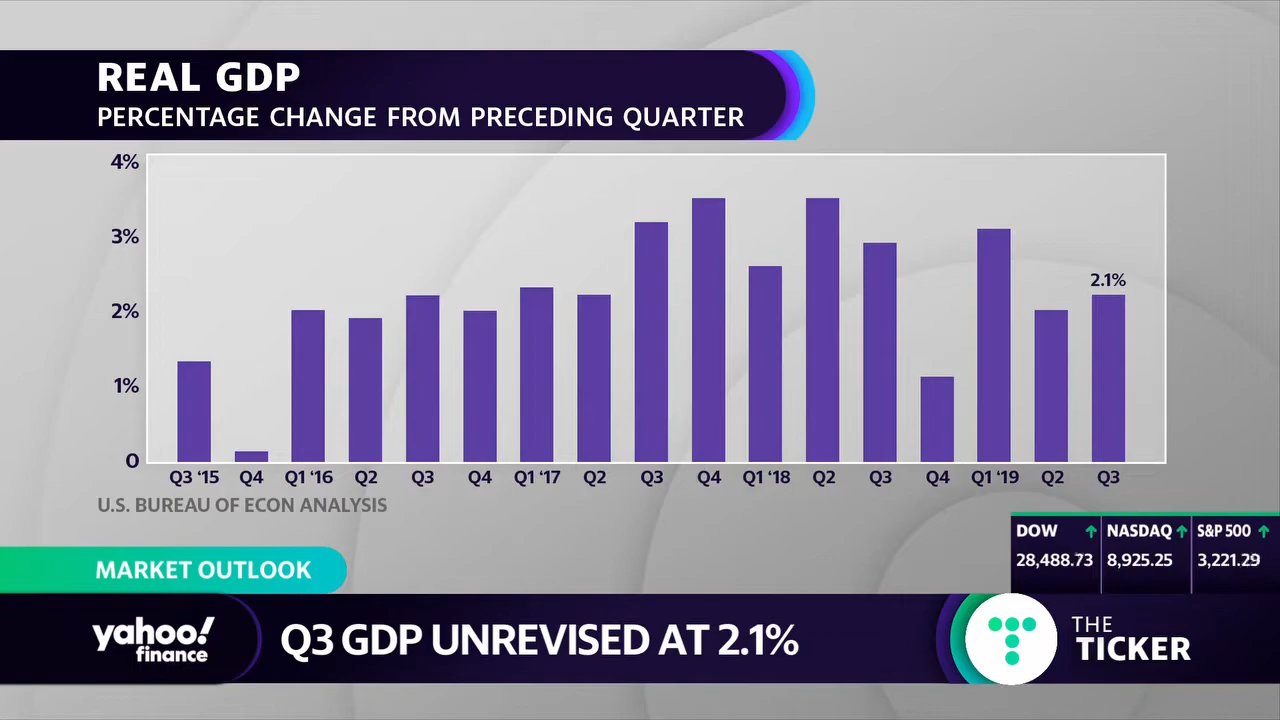 REAL GDP
PERCENTAGE CHANGE FROM PRECEDING QUARTER
4%
3%
2%
1%
0
2.1%
Q3 ‘15 Q4 Q1 ‘16 Q2 Q3 Q4 Q1 ‘17 Q2 Q3 Q4 Q1 ‘18 Q2 Q3 Q4 Q1 ‘19 Q2 Q3
U.S. BUREAU OF ECON ANALYSIS
DOW NASDAQ S&P 500
28,488.73 8,925.25 3,221.29
MARKET OUTLOOK
yahoo!
finance
Q3 GDP UNREVISED AT 2.1%
THE
TICKER